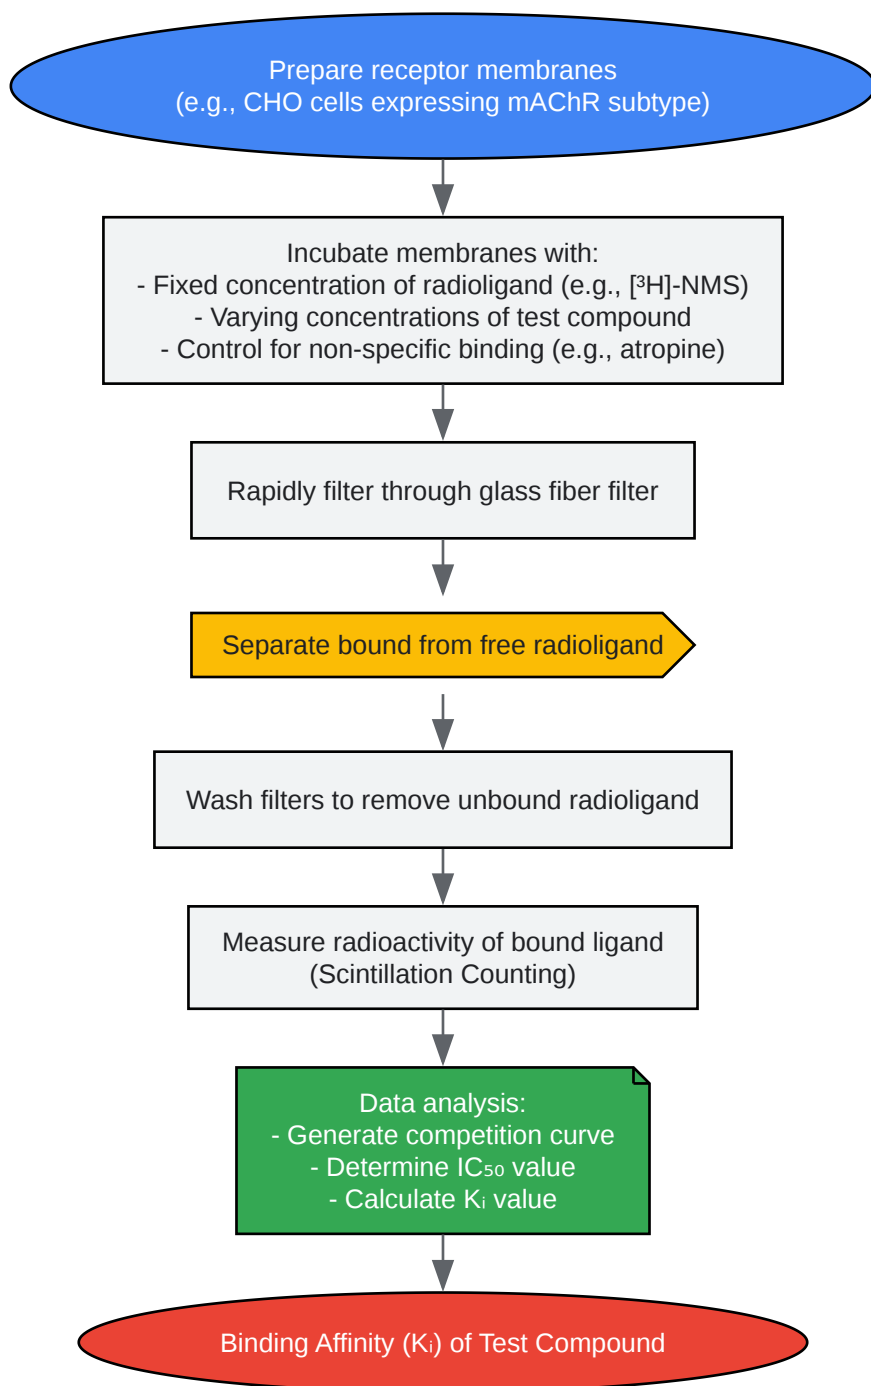 Prepare receptor membranes
(e.g., CHO cells expressing mAChR subtype)
Incubate membranes with:
- Fixed concentration of radioligand (e.g., [³H]-NMS)
- Varying concentrations of test compound
- Control for non-specific binding (e.g., atropine)
Rapidly filter through glass fiber filter
Separate bound from free radioligand
Wash filters to remove unbound radioligand
Measure radioactivity of bound ligand
(Scintillation Counting)
Data analysis:
- Generate competition curve
- Determine IC₅₀ value
- Calculate Kᵢ value
Binding Affinity (Kᵢ) of Test Compound